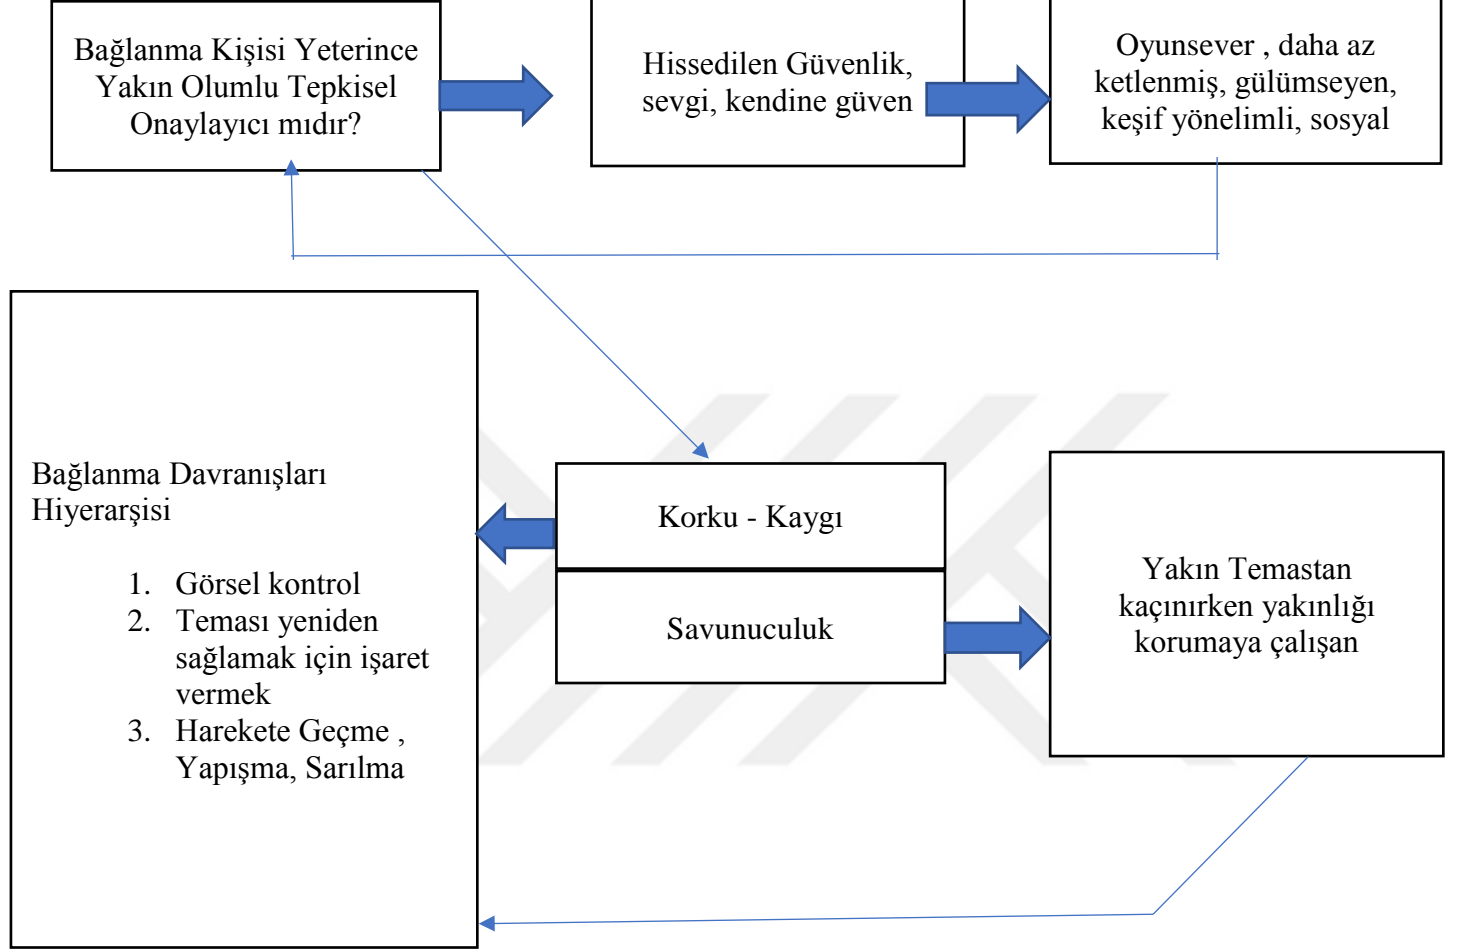 Bağlanma Kişisi Yeterince
Yakın Olumlu Tepkisel
Onaylayıcı mıdır?
Hissedilen Güvenlik,
sevgi, kendine güven
Oyunsever , daha az
ketlenmiş, gülümseyen,
keşif yönelimli, sosyal
Bağlanma Davranışları
Hiyerarşisi
1. Görsel kontrol
2. Teması yeniden
sağlamak için işaret
vermek
3. Harekete Geçme ,
Yapışma, Sarılma
Korku - Kaygı
Savunuculuk
Yakın Temastan
kaçınırken yakınlığı
korumaya çalışan